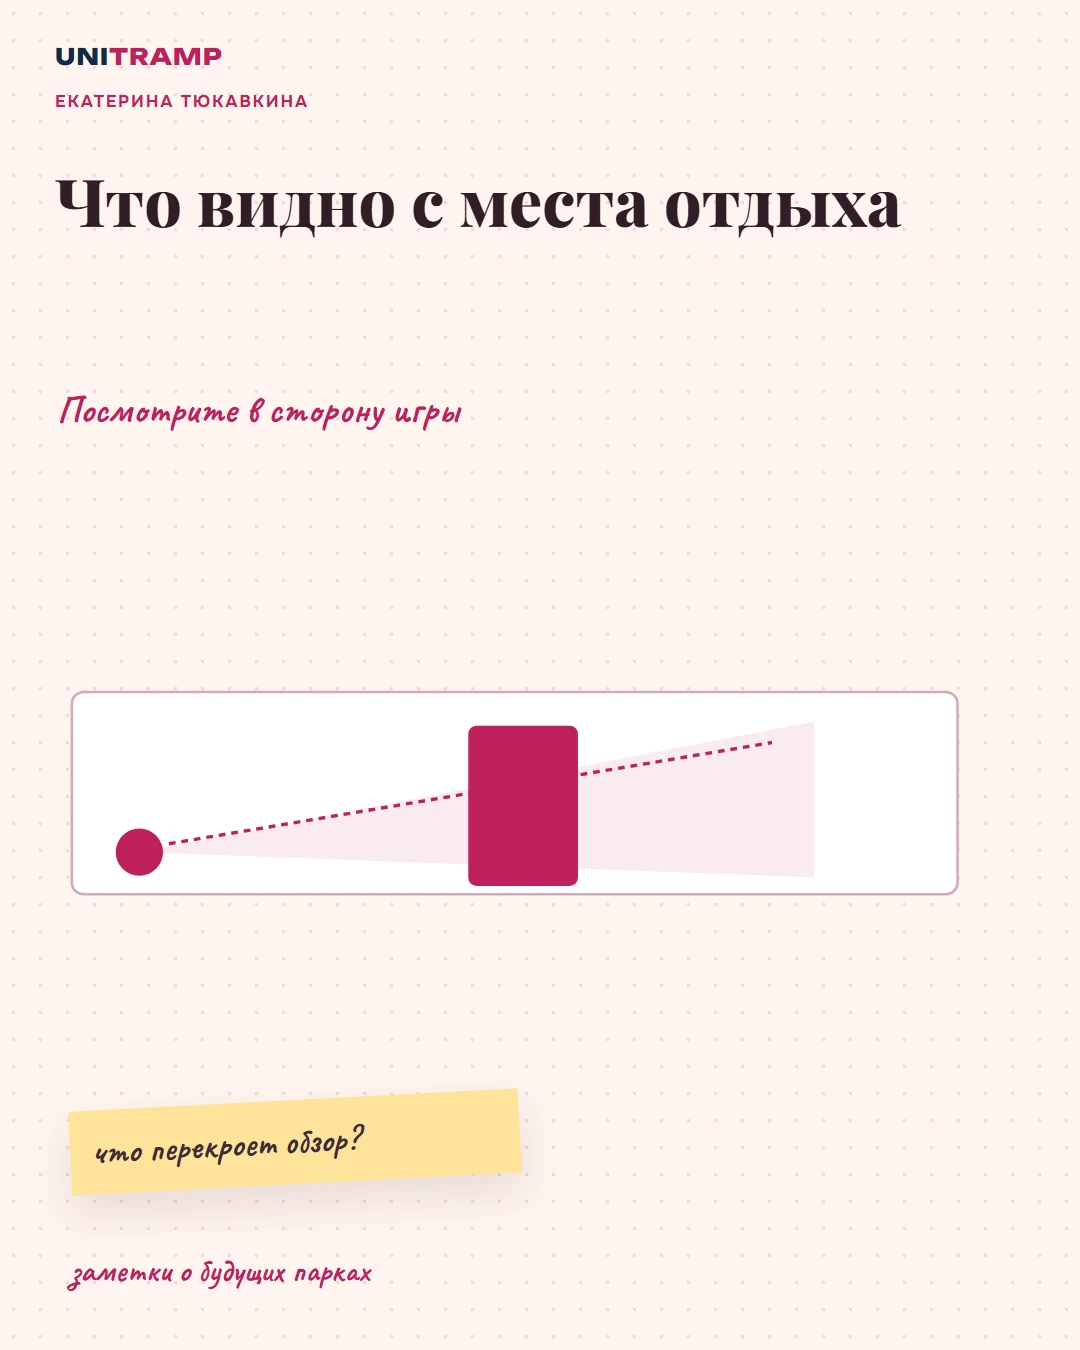 UNITRAMP
ЕКАТЕРИНА ТЮКАВКИНА
Что видно с места отдыха
Посмотрите в сторону игры
что перекроет обзор?
заметки о будущих парках